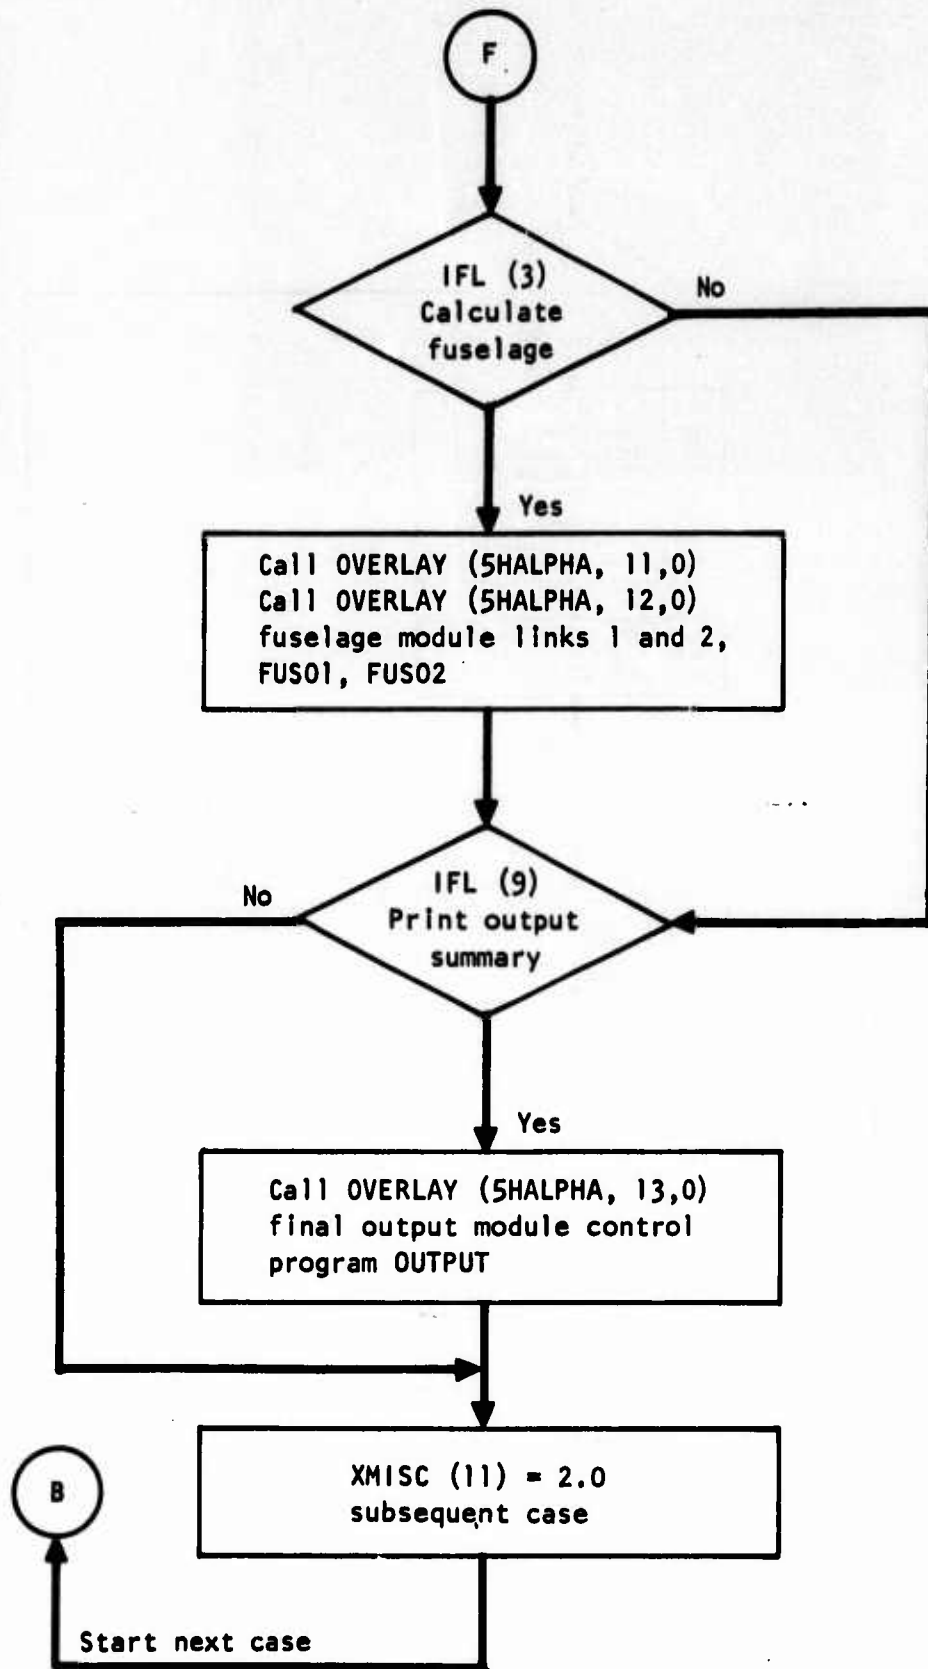 F
IFL (3)
Calculate
fuselage
No
Yes
Call OVERLAY (5HALPHA, 11,0)
Call OVERLAY (5HALPHA, 12,0)
fuselage module links 1 and 2,
FUS01, FUS02
IFL (9)
Print output
summary
No
Yes
Call OVERLAY (5HALPHA, 13,0)
final output module control
program OUTPUT
XMISC (11) = 2.0
subsequent case
B
Start next case